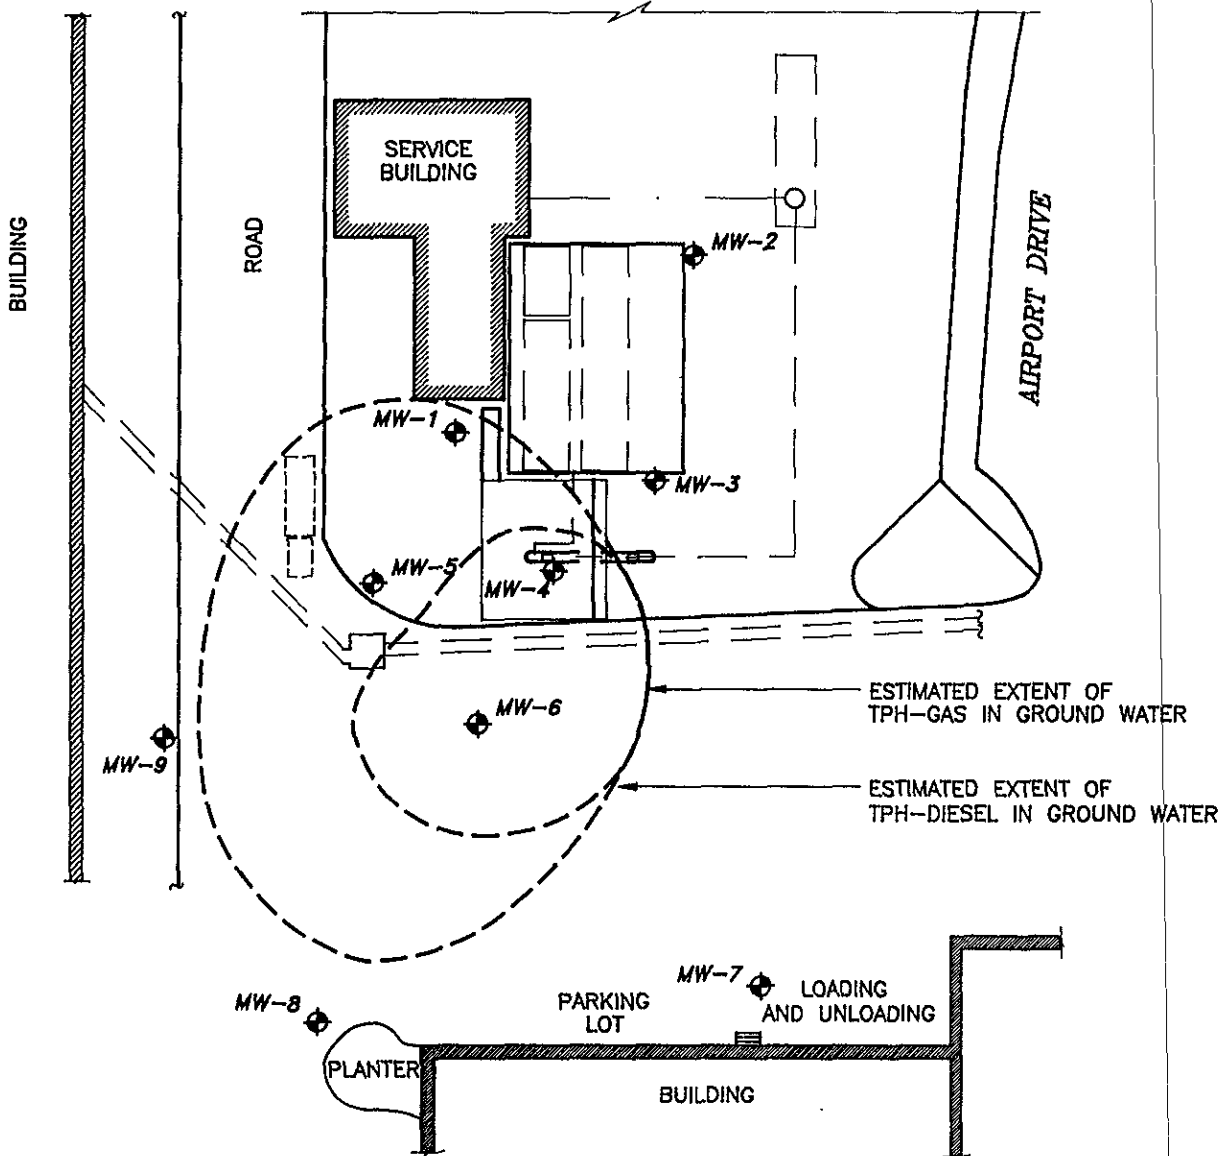 SERVICE
BUILDING
BUILDING
ROAD
MW-2
AIRPORT DRIVE
MW-1
MW-3
MW-5
MW-4
ESTIMATED EXTENT OF
TPH-GAS IN GROUND WATER
MW-6
MW-9
ESTIMATED EXTENT OF
TPH-DIESEL IN GROUND WATER
MW-7
LOADING
AND UNLOADING
MW-8
PARKING
LOT
PLANTER
BUILDING